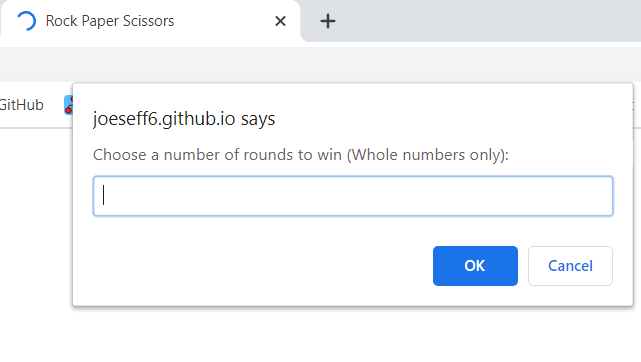 Rock Paper Scissors
GitHub
joeseff6.github.io says
Choose a number of rounds to win (Whole numbers only):
OK
Cancel